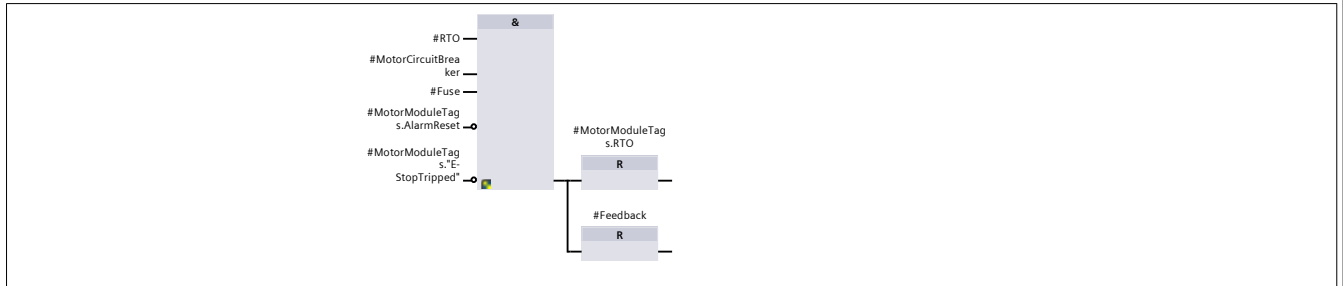 &
#RTO
#MotorCircuitBrea
ker
#Fuse
#MotorModuleTag
s.AlarmReset
#MotorModuleTag
s."E-
StopTripped"
#MotorModuleTag
s.RTO
R
#Feedback
R